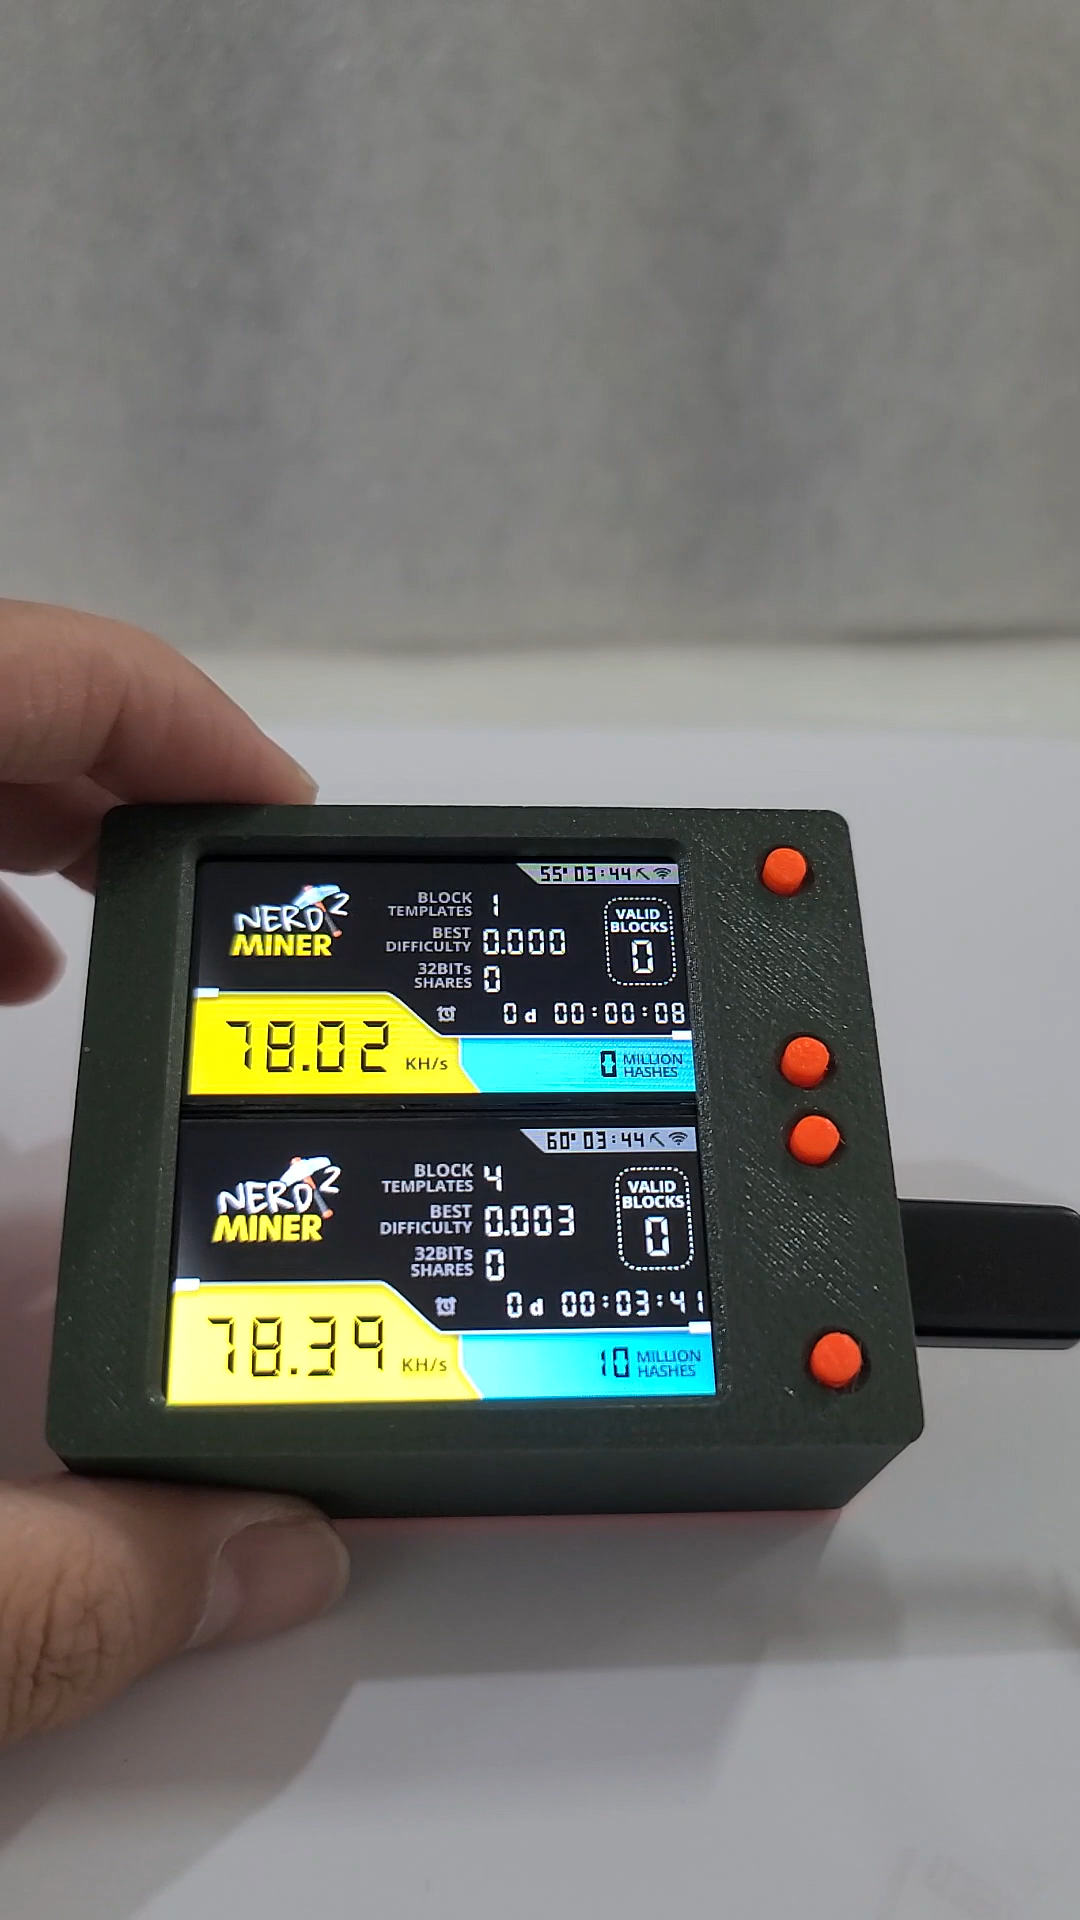 55° 03:44
NERD 2
MINER
BLOCK
TEMPLATES 1
BEST
DIFFICULTY 0.000
32BITs
SHARES 0
VALID
BLOCKS
0
0 d 00:00:08
78.02 KH/s
0 MILLION
HASHES
60° 03:44
NERD 2
MINER
BLOCK
TEMPLATES 4
BEST
DIFFICULTY 0.003
32BITs
SHARES 0
VALID
BLOCKS
0
0 d 00:03:41
78.39 KH/s
10 MILLION
HASHES